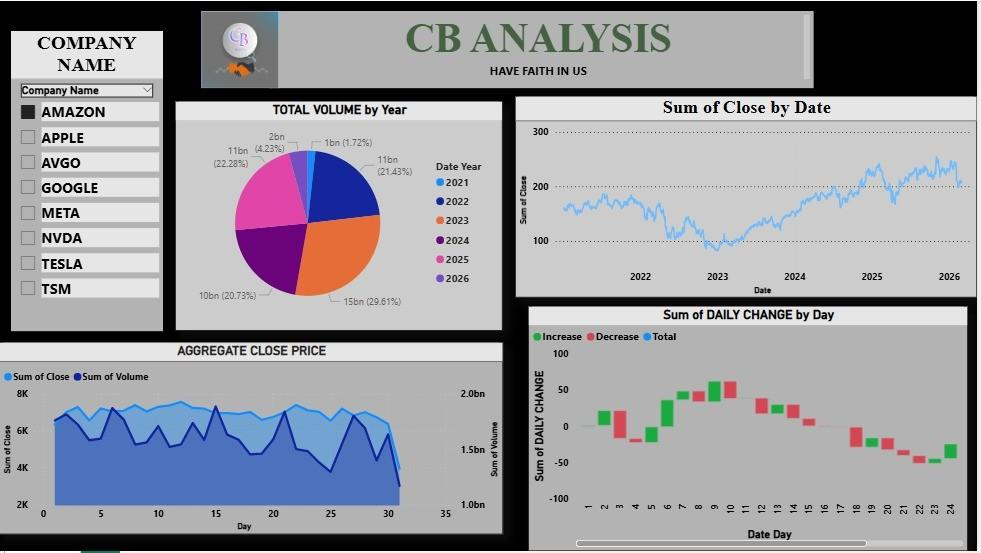 COMPANY
NAME
Company Name
AMAZON
APPLE
AVGO
GOOGLE
META
NVDA
TESLA
TSM
CB
CB ANALYSIS
HAVE FAITH IN US
TOTAL VOLUME by Year
1bn (1.72%)
11bn
(21.43%)
15bn (29.61%)
10bn (20.73%)
11bn
(22.28%)
2bn
(4.23%)
Date Year
2021
2022
2023
2024
2025
2026
Sum of Close by Date
Sum of Close
300
200
100
2022
2023
2024
2025
2026
Date
AGGREGATE CLOSE PRICE
Sum of Close
Sum of Volume
Sum of Close
8K
6K
4K
2K
2.0bn
1.5bn
1.0bn
Sum of Volume
0
5
10
15
20
25
30
35
Day
Sum of DAILY CHANGE by Day
Increase
Decrease
Total
Sum of DAILY CHANGE
100
50
0
-50
-100
1
2
3
4
5
6
7
8
9
10
11
12
13
14
15
16
17
18
19
20
21
22
23
24
Date Day